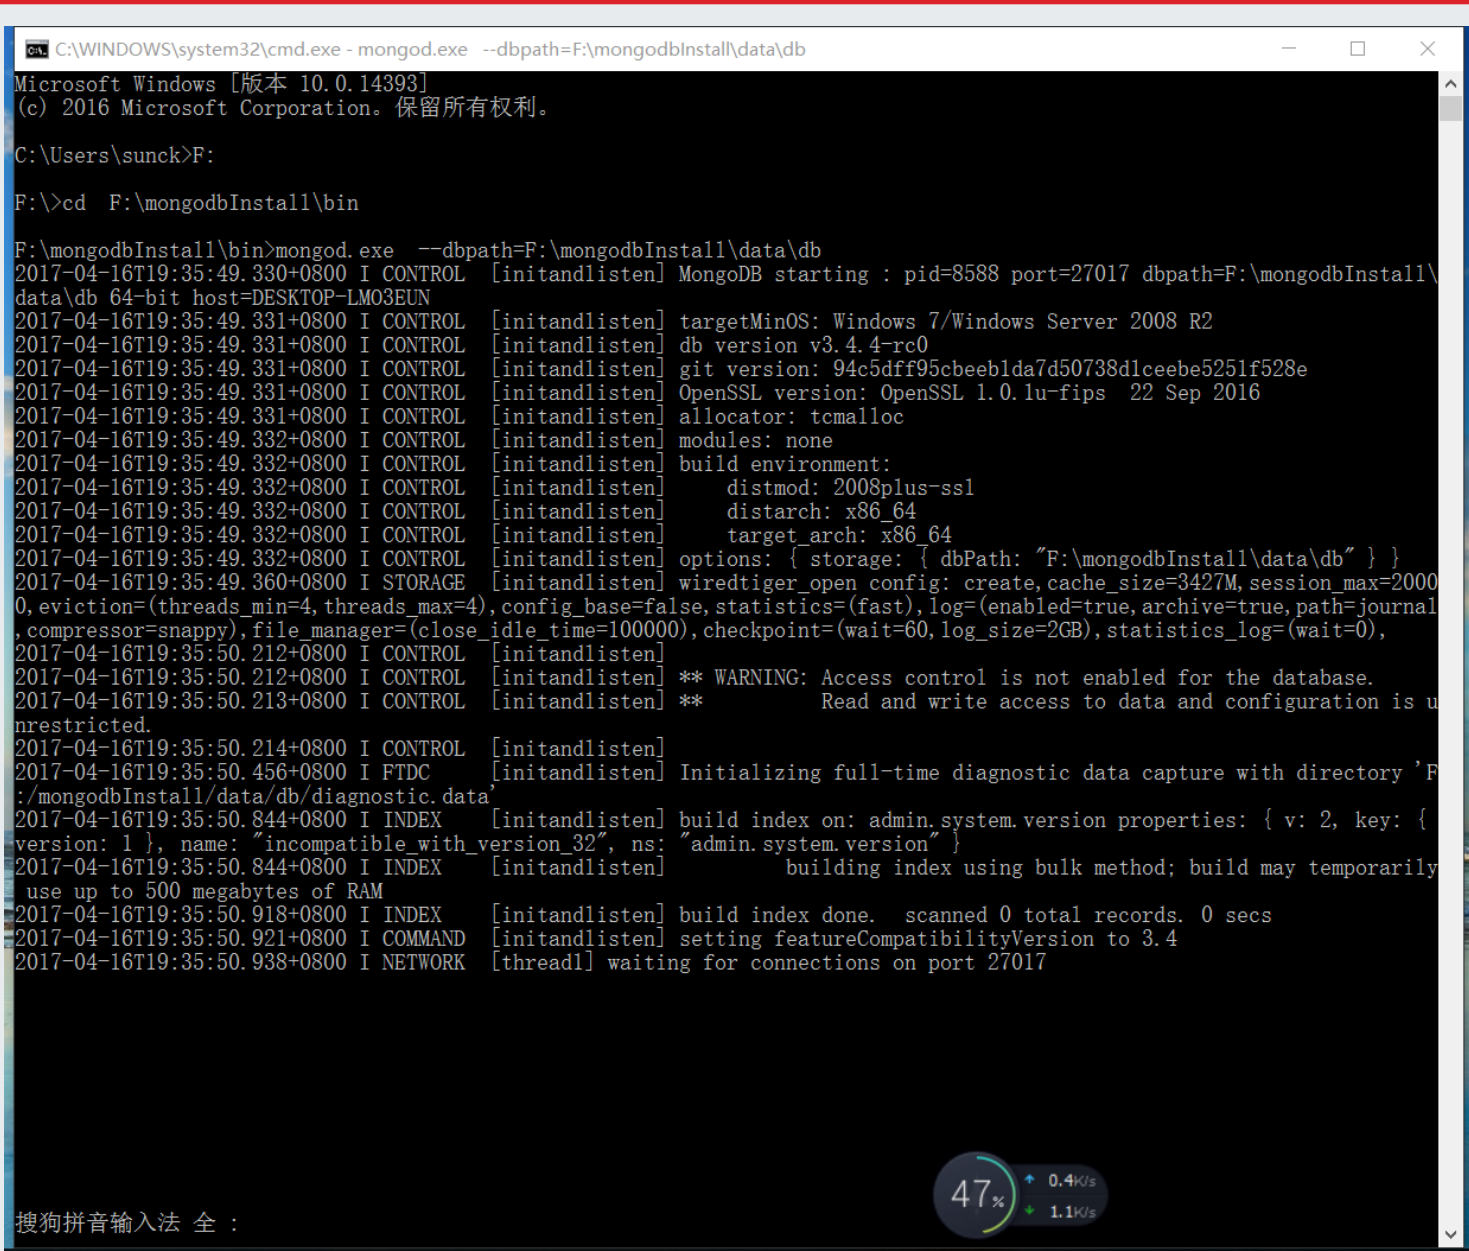 C:\WINDOWS\system32\cmd.exe - mongod.exe  --dbpath=F:\mongodbInstall\data\db
Microsoft Windows [版本 10.0.14393]
(c) 2016 Microsoft Corporation。保留所有权利。
C:\Users\sunck>F:
F:\>cd  F:\mongodbInstall\bin
F:\mongodbInstall\bin>mongod.exe  --dbpath=F:\mongodbInstall\data\db
2017-04-16T19:35:49.330+0800 I CONTROL  [initandlisten] MongoDB starting : pid=8588 port=27017 dbpath=F:\mongodbInstall\
data\db 64-bit host=DESKTOP-LMO3EUN
2017-04-16T19:35:49.331+0800 I CONTROL  [initandlisten] targetMinOS: Windows 7/Windows Server 2008 R2
2017-04-16T19:35:49.331+0800 I CONTROL  [initandlisten] db version v3.4.4-rc0
2017-04-16T19:35:49.331+0800 I CONTROL  [initandlisten] git version: 94c5dff95cbeeb1da7d50738d1ceebe5251f528e
2017-04-16T19:35:49.331+0800 I CONTROL  [initandlisten] OpenSSL version: OpenSSL 1.0.1u-fips  22 Sep 2016
2017-04-16T19:35:49.331+0800 I CONTROL  [initandlisten] allocator: tcmalloc
2017-04-16T19:35:49.332+0800 I CONTROL  [initandlisten] modules: none
2017-04-16T19:35:49.332+0800 I CONTROL  [initandlisten] build environment:
2017-04-16T19:35:49.332+0800 I CONTROL  [initandlisten]     distmod: 2008plus-ssl
2017-04-16T19:35:49.332+0800 I CONTROL  [initandlisten]     distarch: x86_64
2017-04-16T19:35:49.332+0800 I CONTROL  [initandlisten]     target_arch: x86_64
2017-04-16T19:35:49.332+0800 I CONTROL  [initandlisten] options: { storage: { dbPath: "F:\mongodbInstall\data\db" } }
2017-04-16T19:35:49.360+0800 I STORAGE  [initandlisten] wiredtiger_open config: create,cache_size=3427M,session_max=2000
0,eviction=(threads_min=4,threads_max=4),config_base=false,statistics=(fast),log=(enabled=true,archive=true,path=journal
,compressor=snappy),file_manager=(close_idle_time=100000),checkpoint=(wait=60,log_size=2GB),statistics_log=(wait=0),
2017-04-16T19:35:50.212+0800 I CONTROL  [initandlisten]
2017-04-16T19:35:50.212+0800 I CONTROL  [initandlisten] ** WARNING: Access control is not enabled for the database.
2017-04-16T19:35:50.213+0800 I CONTROL  [initandlisten] **          Read and write access to data and configuration is u
nrestricted.
2017-04-16T19:35:50.214+0800 I CONTROL  [initandlisten]
2017-04-16T19:35:50.456+0800 I FTDC     [initandlisten] Initializing full-time diagnostic data capture with directory 'F
:/mongodbInstall/data/db/diagnostic.data'
2017-04-16T19:35:50.844+0800 I INDEX    [initandlisten] build index on: admin.system.version properties: { v: 2, key: {
version: 1 }, name: "incompatible_with_version_32", ns: "admin.system.version" }
2017-04-16T19:35:50.844+0800 I INDEX    [initandlisten]          building index using bulk method; build may temporarily
 use up to 500 megabytes of RAM
2017-04-16T19:35:50.918+0800 I INDEX    [initandlisten] build index done.  scanned 0 total records. 0 secs
2017-04-16T19:35:50.921+0800 I COMMAND  [initandlisten] setting featureCompatibilityVersion to 3.4
2017-04-16T19:35:50.938+0800 I NETWORK  [thread1] waiting for connections on port 27017
47%
0.4K/s
1.1K/s
搜狗拼音输入法 全 :